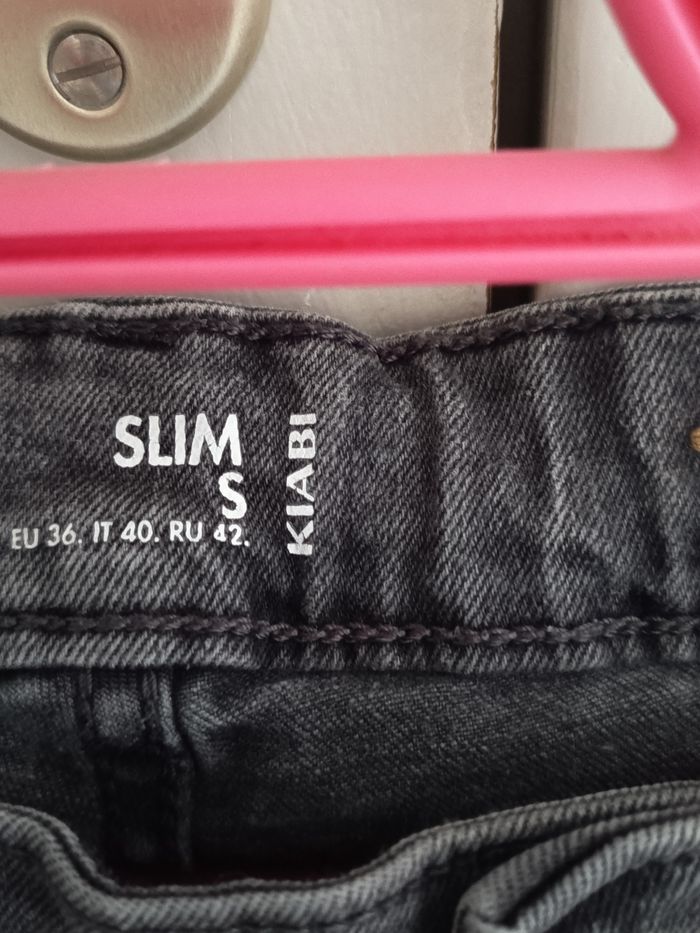 SLIM
S
EU 36. IT 40. RU 42.
KIABI